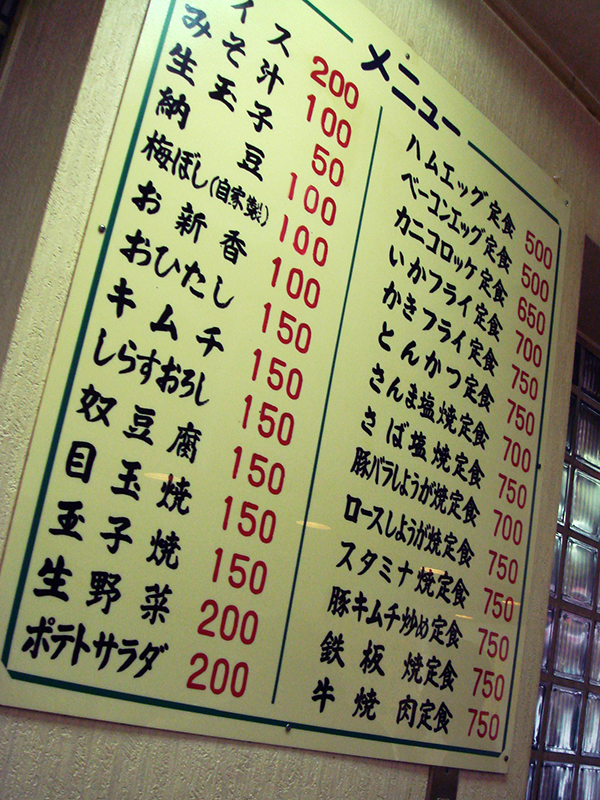 メニュー
イス 200
みそ汁 100
生玉子 50
納豆 100
梅ぼし(自家製) 100
お新香 100
おひたし 150
キムチ 150
しらすおろし 150
奴豆腐 150
目玉焼 150
玉子焼 150
生野菜 200
ポテトサラダ 200
ハムエッグ定食 500
ベーコンエッグ定食 500
カニコロッケ定食 650
いかフライ定食 700
かきフライ定食 750
とんかつ定食 750
さんま塩焼定食 700
さば塩焼定食 750
豚バラしょうが焼定食 700
ロースしょうが焼定食 750
スタミナ焼定食 750
豚キムチ炒め定食 750
鉄板焼定食 750
牛焼肉定食 750